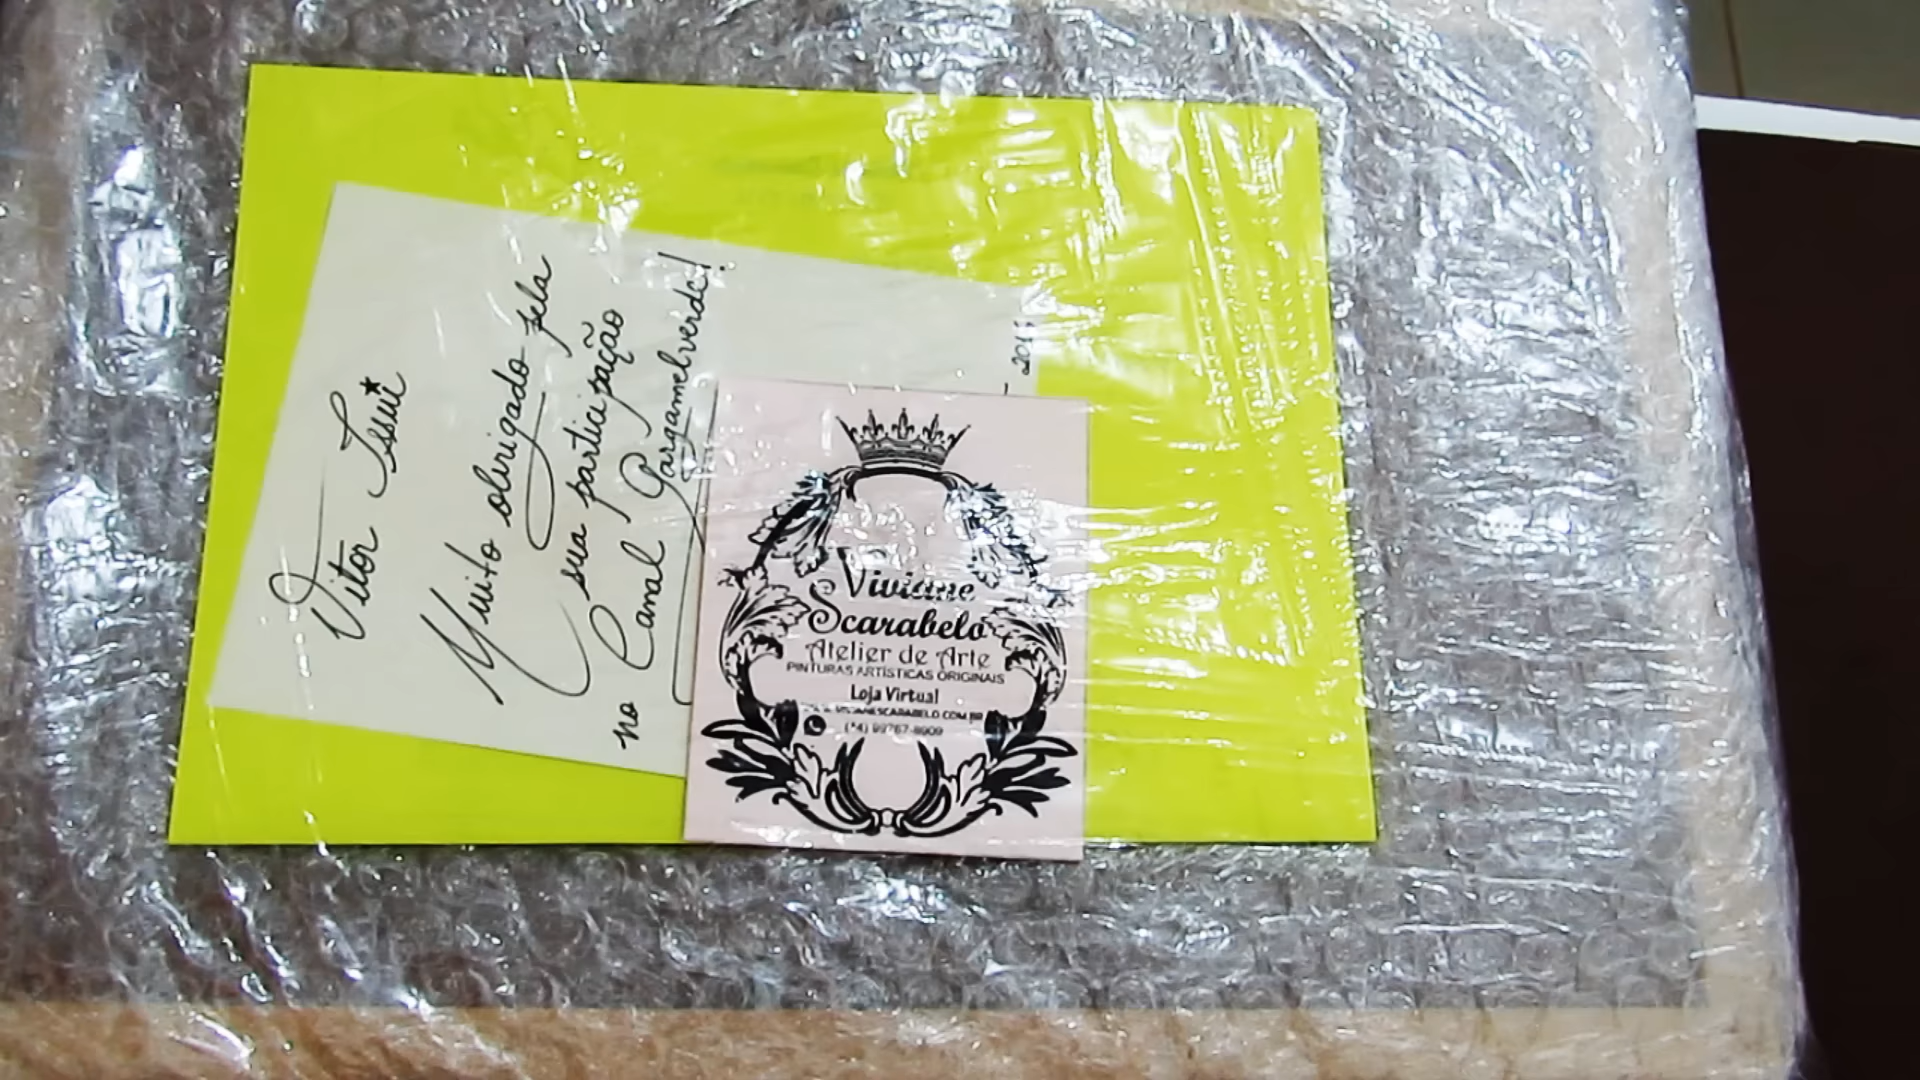 Vitor Isui
Muito obrigado pela
sua participação
no Canal Gargamelverde!
Viviane
Scarabelo
Atelier de Arte
PINTURAS ARTÍSTICAS ORIGINAIS
Loja Virtual